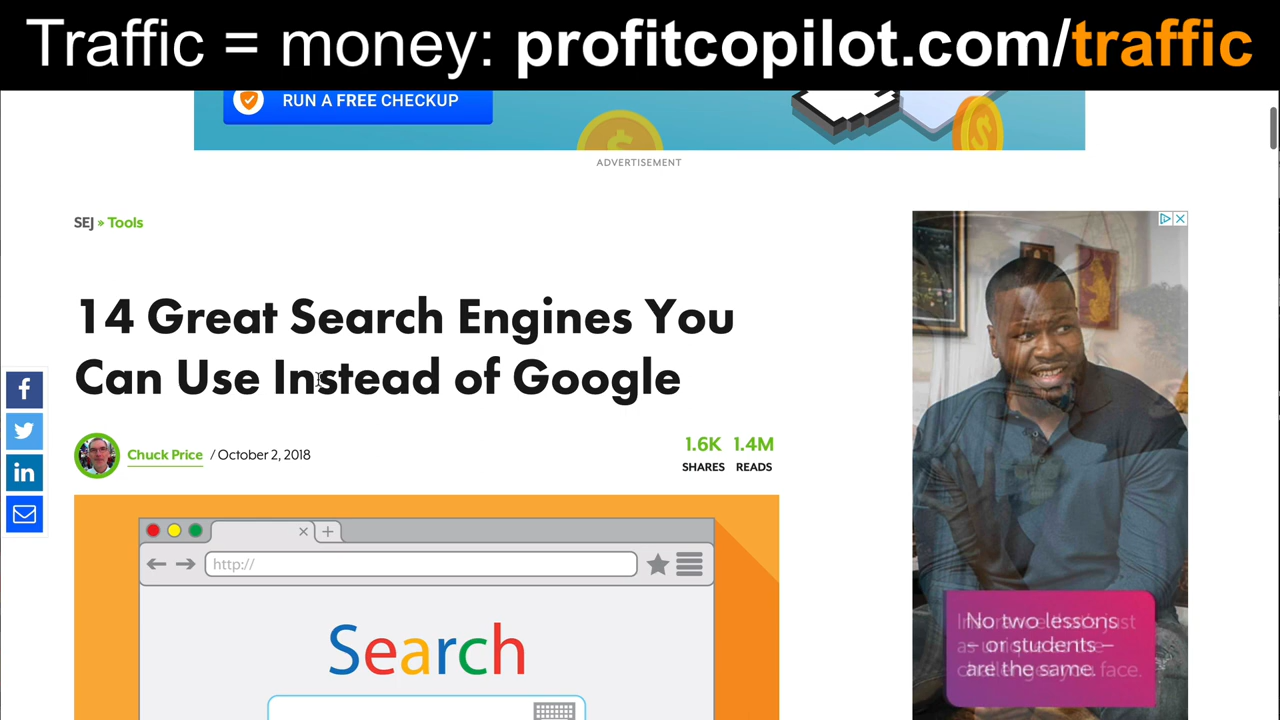 Traffic = money: profitcopilot.com/traffic
RUN A FREE CHECKUP
ADVERTISEMENT
SEJ » Tools
14 Great Search Engines You
Can Use Instead of Google
Chuck Price / October 2, 2018
1.6K 1.4M
SHARES READS
http://
Search
No two lessons
– or students –
are the same.